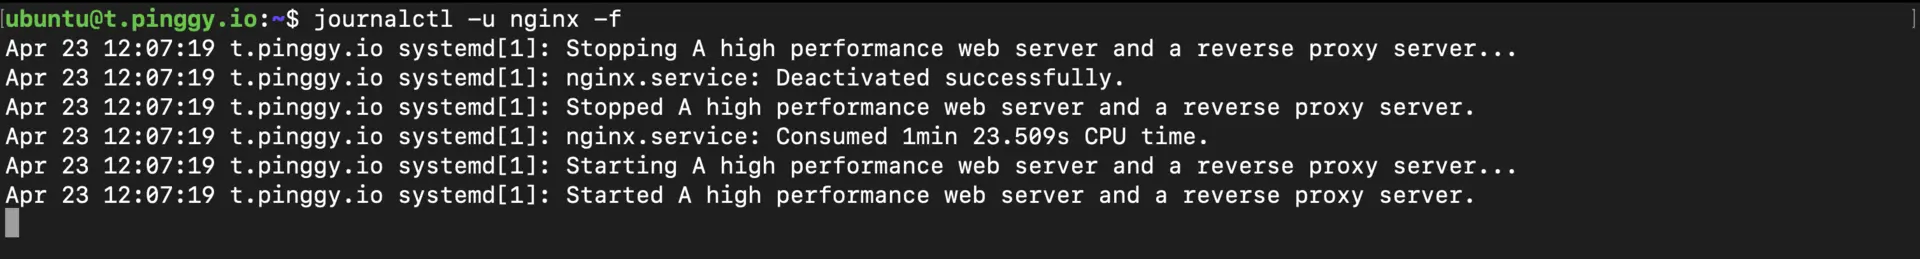 [ubuntu@t.pinggy.io:~$ journalctl -u nginx -f ]
Apr 23 12:07:19 t.pinggy.io systemd[1]: Stopping A high performance web server and a reverse proxy server...
Apr 23 12:07:19 t.pinggy.io systemd[1]: nginx.service: Deactivated successfully.
Apr 23 12:07:19 t.pinggy.io systemd[1]: Stopped A high performance web server and a reverse proxy server.
Apr 23 12:07:19 t.pinggy.io systemd[1]: nginx.service: Consumed 1min 23.509s CPU time.
Apr 23 12:07:19 t.pinggy.io systemd[1]: Starting A high performance web server and a reverse proxy server...
Apr 23 12:07:19 t.pinggy.io systemd[1]: Started A high performance web server and a reverse proxy server.